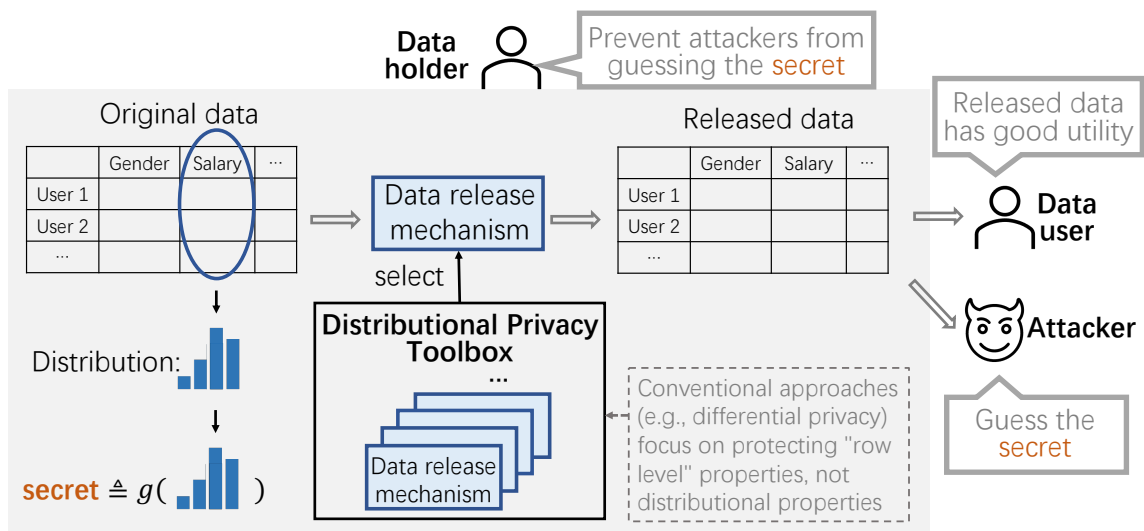 Data
holder
Prevent attackers from
guessing the secret
Original data
Gender Salary ...
User 1
User 2
...
Data release
mechanism
select
Released data
Gender Salary ...
User 1
User 2
...
Released data
has good utility
Data
user
Attacker
Guess the
secret
Distribution:
secret ≜ g( )
Distributional Privacy
Toolbox
...
Data release
mechanism
Conventional approaches
(e.g., differential privacy)
focus on protecting "row
level" properties, not
distributional properties